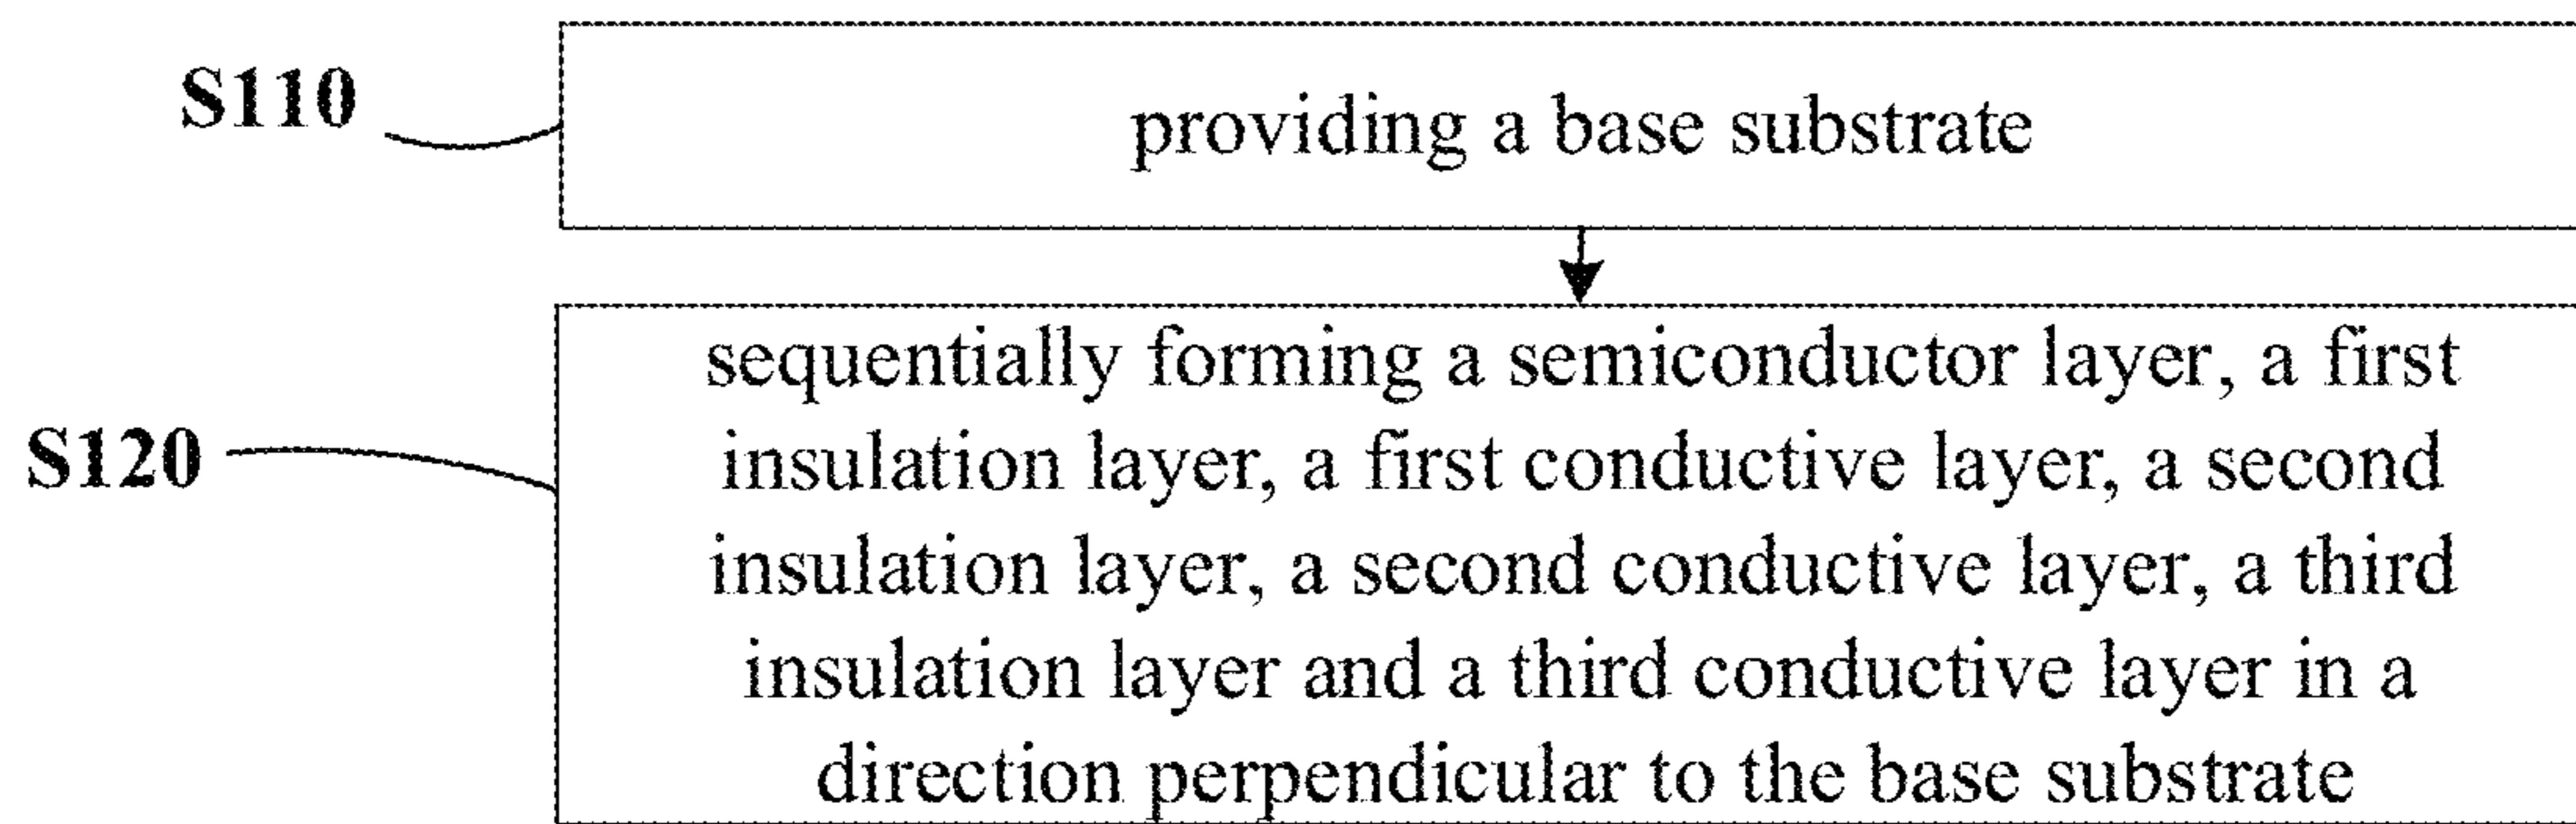 S110
providing a base substrate
S120
sequentially forming a semiconductor layer, a first
insulation layer, a first conductive layer, a second
insulation layer, a second conductive layer, a third
insulation layer and a third conductive layer in a
direction perpendicular to the base substrate